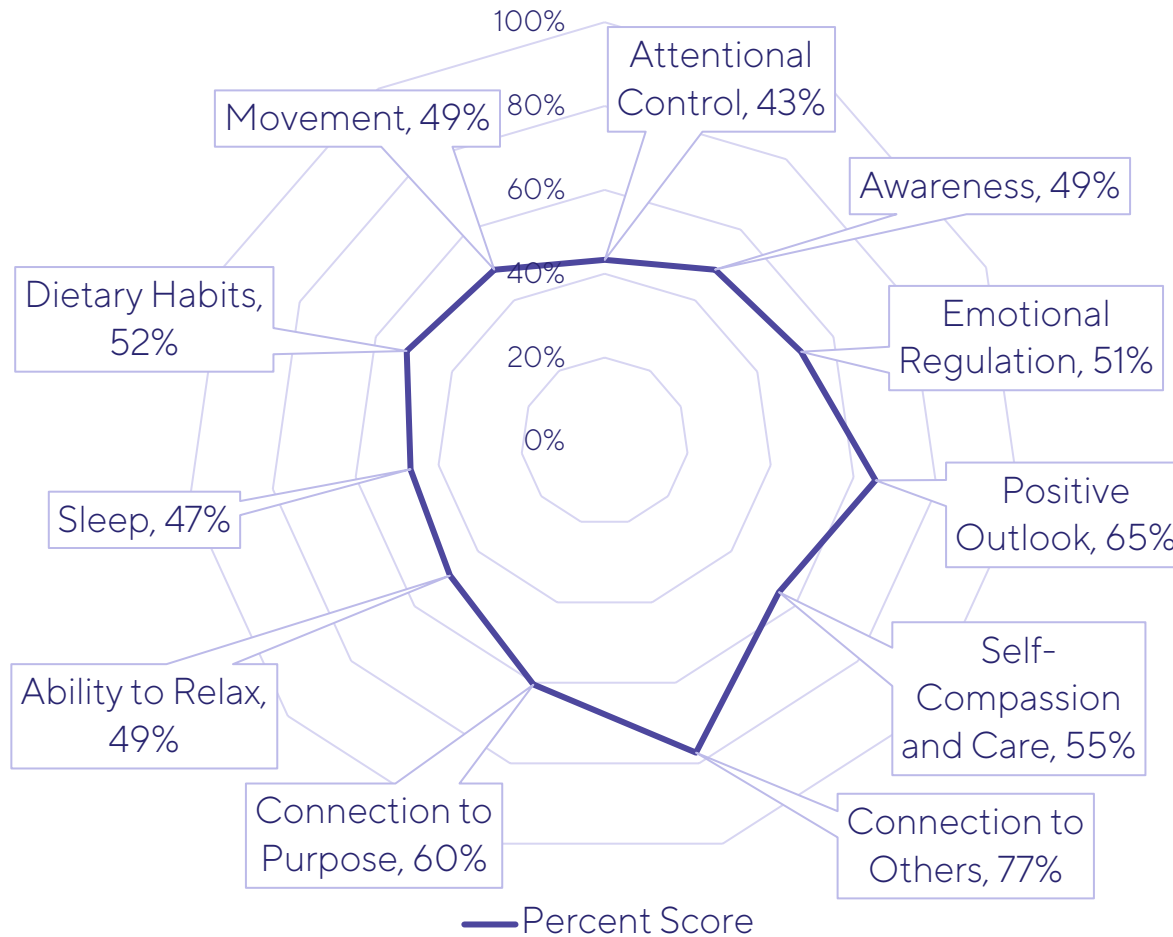 100%
80%
60%
40%
20%
0%
Attentional
Control, 43%
Awareness, 49%
Emotional
Regulation, 51%
Positive
Outlook, 65%
Self-
Compassion
and Care, 55%
Connection to
Others, 77%
Connection to
Purpose, 60%
Ability to Relax,
49%
Sleep, 47%
Dietary Habits,
52%
Movement, 49%
Percent Score